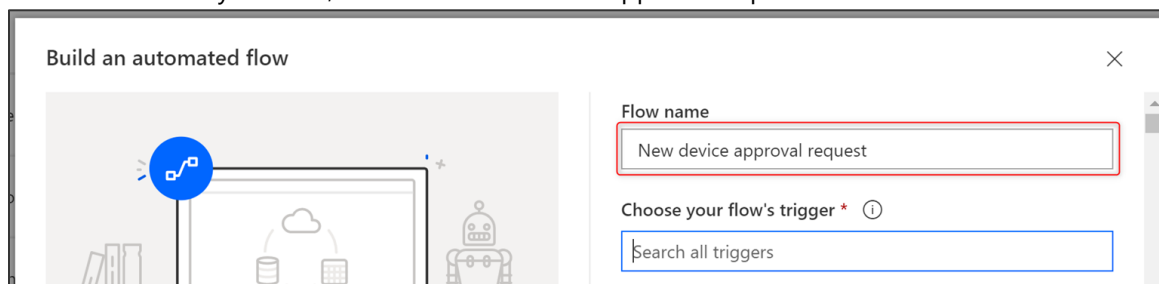 Build an automated flow
Flow name
New device approval request
Choose your flow's trigger *
Search all triggers